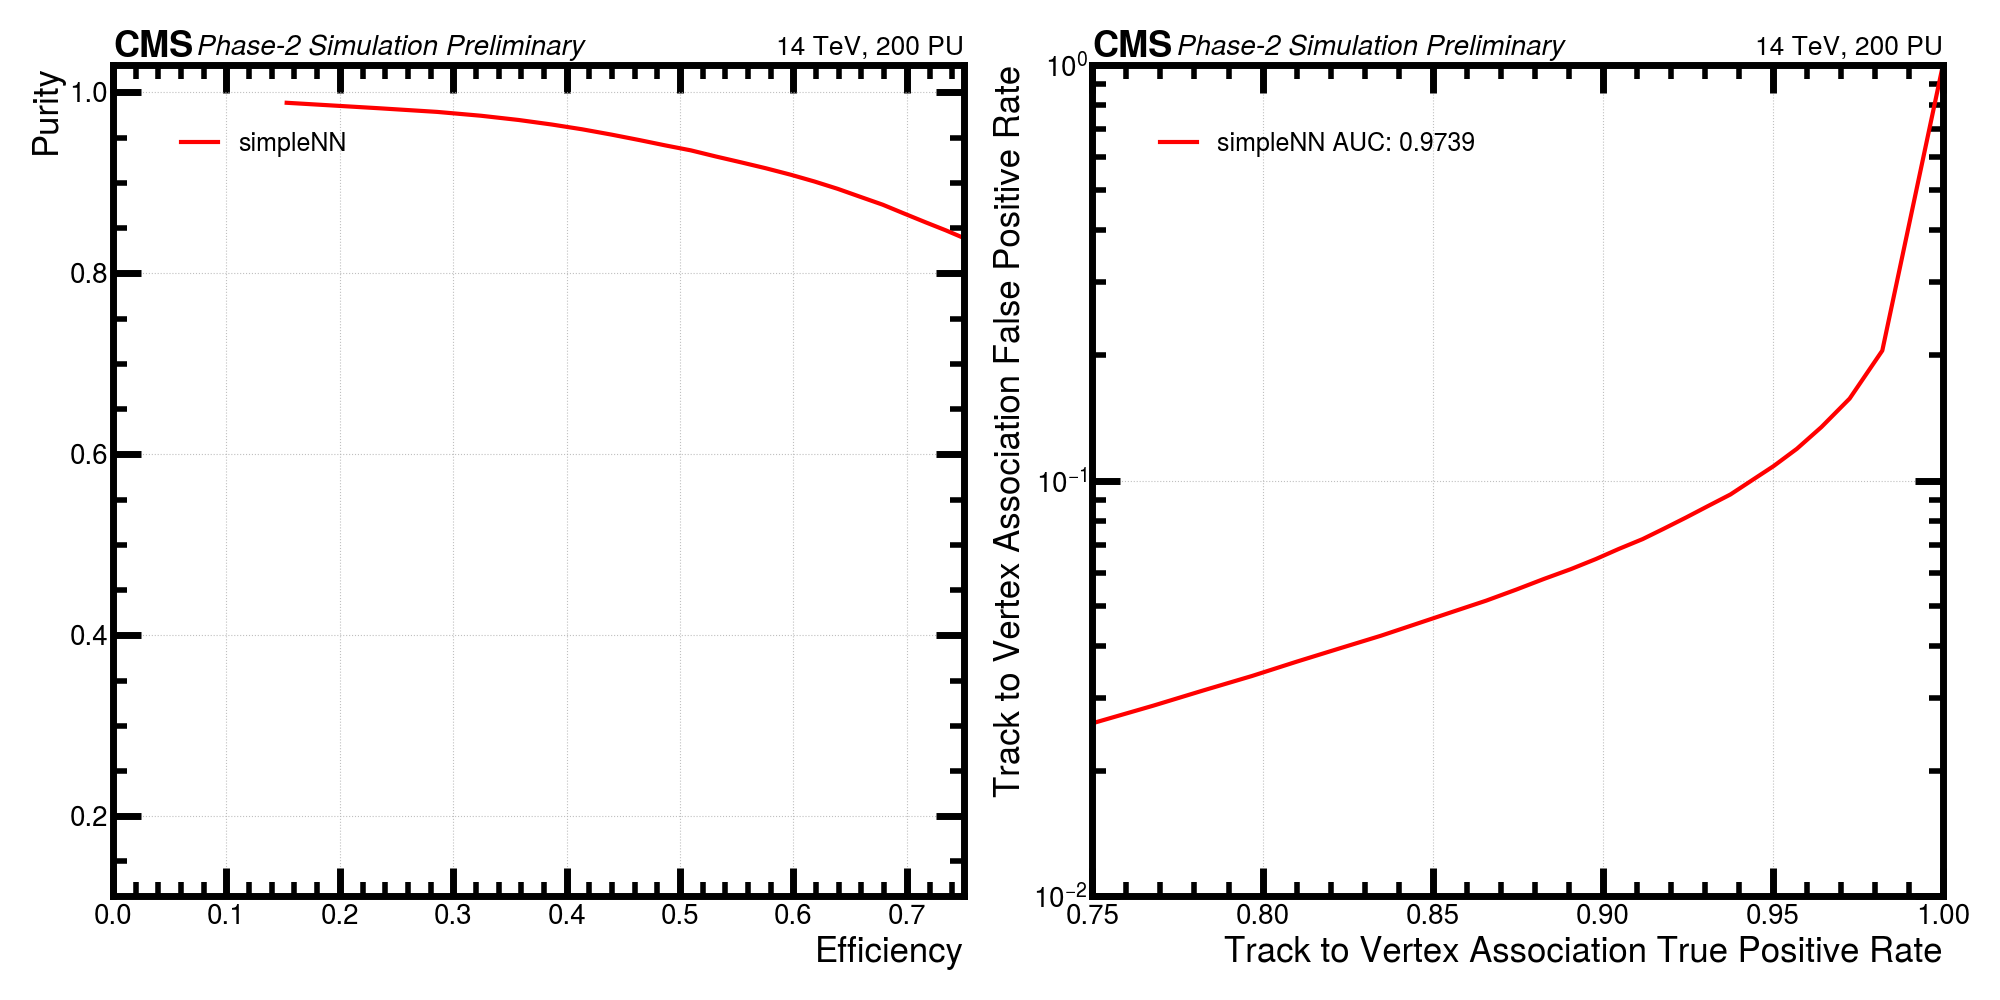 CMS Phase-2 Simulation Preliminary 14 TeV, 200 PU
Purity
1.0
0.8
0.6
0.4
0.2
simpleNN
0.0 0.1 0.2 0.3 0.4 0.5 0.6 0.7
Efficiency
CMS Phase-2 Simulation Preliminary 14 TeV, 200 PU
Track to Vertex Association False Positive Rate
10⁰
10⁻¹
10⁻²
simpleNN AUC: 0.9739
0.75 0.80 0.85 0.90 0.95 1.00
Track to Vertex Association True Positive Rate